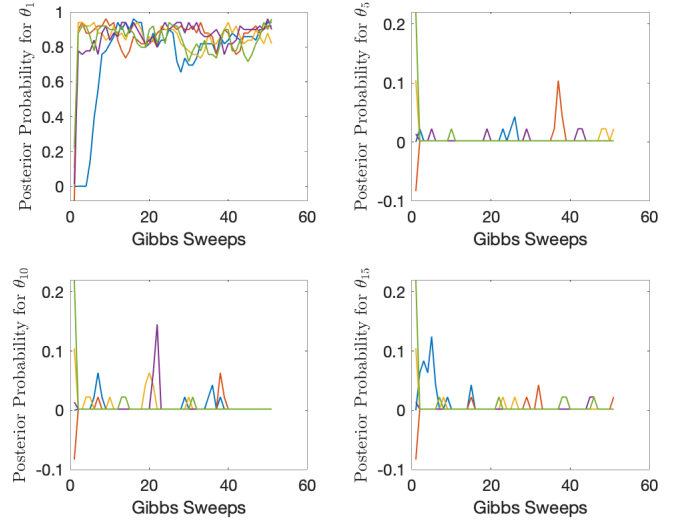 Posterior Probability for θ1
1
0.8
0.6
0.4
0.2
0
0 20 40 60
Gibbs Sweeps
Posterior Probability for θ5
0.2
0.1
0
-0.1
0 20 40 60
Gibbs Sweeps
Posterior Probability for θ10
0.2
0.1
0
-0.1
0 20 40 60
Gibbs Sweeps
Posterior Probability for θ15
0.2
0.1
0
-0.1
0 20 40 60
Gibbs Sweeps